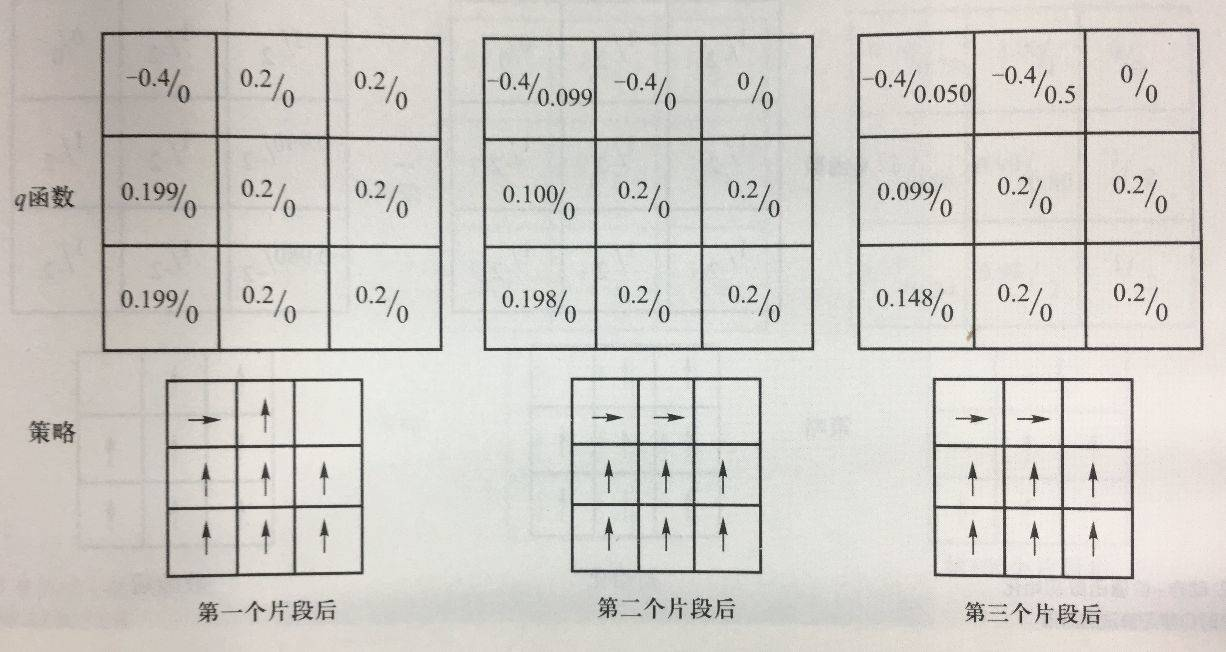 -0.4/0 0.2/0 0.2/0 -0.4/0.099 -0.4/0 0/0 -0.4/0.050 -0.4/0.5 0/0
q函数 0.199/0 0.2/0 0.2/0 0.100/0 0.2/0 0.2/0 0.099/0 0.2/0 0.2/0
0.199/0 0.2/0 0.2/0 0.198/0 0.2/0 0.2/0 0.148/0 0.2/0 0.2/0
策略
→ ↑ → → → →
↑ ↑ ↑ ↑ ↑ ↑ ↑ ↑ ↑
↑ ↑ ↑ ↑ ↑ ↑ ↑ ↑ ↑
第一个片段后 第二个片段后 第三个片段后